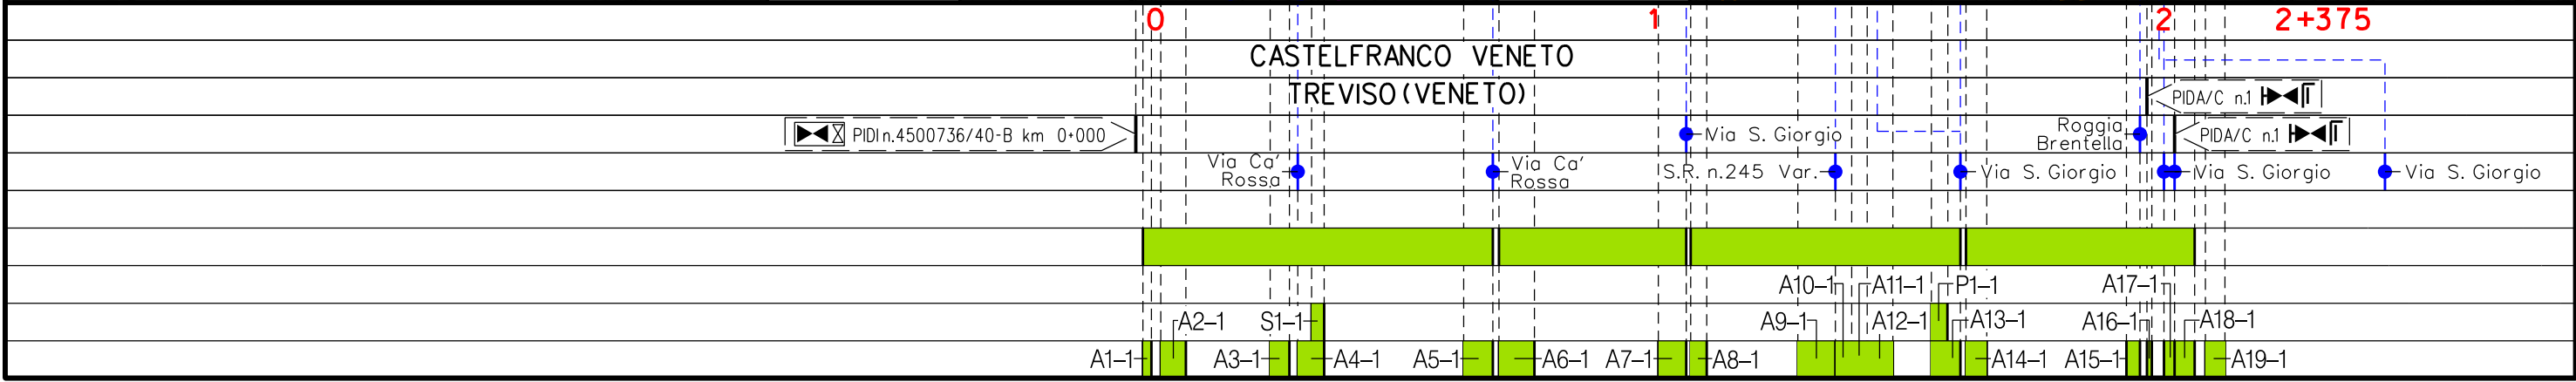 0 1 2 2+375
CASTELFRANCO VENETO
TREVISO (VENETO)
PIDA/C n.1
PIDI n.4500736/40-B km 0+000
Via S. Giorgio
Roggia
Brentella
PIDA/C n.1
Via Ca'
Rossa
Via Ca'
Rossa
S.R. n.245 Var.
Via S. Giorgio
Via S. Giorgio
Via S. Giorgio
A10-1 A11-1 P1-1 A17-1
A2-1 S1-1 A9-1 A12-1 A13-1 A16-1 A18-1
A1-1 A3-1 A4-1 A5-1 A6-1 A7-1 A8-1 A14-1 A15-1 A19-1